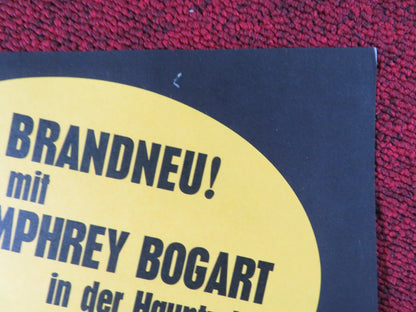 BRANDNEU!
mit
MPHREY BOGART
in der